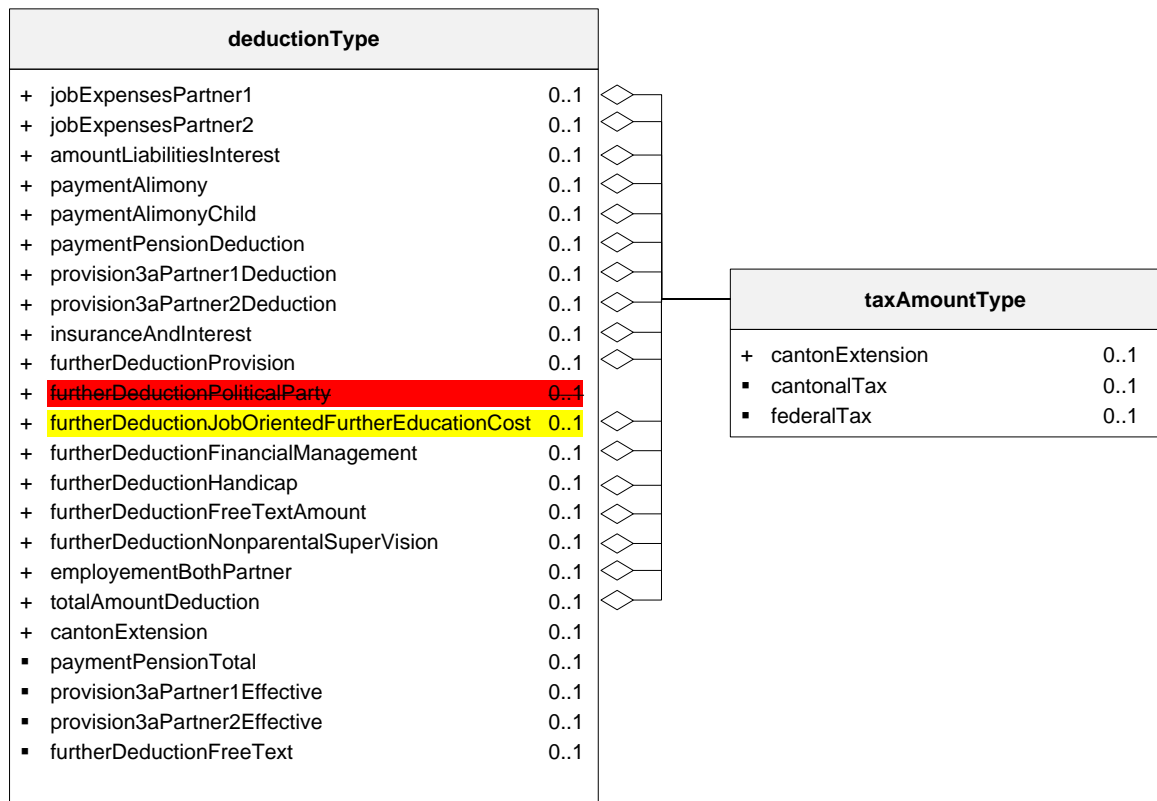 deductionType
+ jobExpensesPartner1 0..1
+ jobExpensesPartner2 0..1
+ amountLiabilitiesInterest 0..1
+ paymentAlimony 0..1
+ paymentAlimonyChild 0..1
+ paymentPensionDeduction 0..1
+ provision3aPartner1Deduction 0..1
+ provision3aPartner2Deduction 0..1
+ insuranceAndInterest 0..1
+ furtherDeductionProvision 0..1
+ furtherDeductionPoliticalParty 0..1
+ furtherDeductionJobOrientedFurtherEducationCost 0..1
+ furtherDeductionFinancialManagement 0..1
+ furtherDeductionHandicap 0..1
+ furtherDeductionFreeTextAmount 0..1
+ furtherDeductionNonparentalSuperVision 0..1
+ employementBothPartner 0..1
+ totalAmountDeduction 0..1
+ cantonExtension 0..1
▪ paymentPensionTotal 0..1
▪ provision3aPartner1Effective 0..1
▪ provision3aPartner2Effective 0..1
▪ furtherDeductionFreeText 0..1
taxAmountType
+ cantonExtension 0..1
▪ cantonalTax 0..1
▪ federalTax 0..1